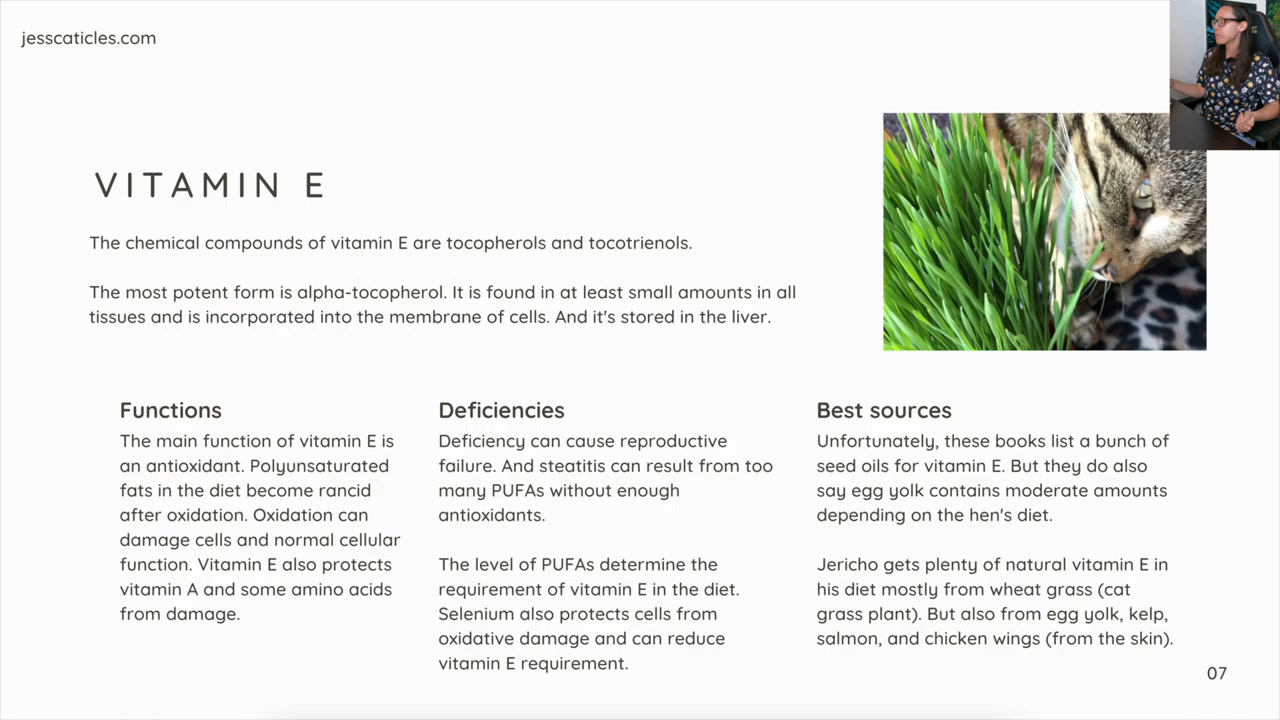 jesscaticles.com
VITAMIN E
The chemical compounds of vitamin E are tocopherols and tocotrienols.
The most potent form is alpha-tocopherol. It is found in at least small amounts in all
tissues and is incorporated into the membrane of cells. And it's stored in the liver.
Functions
The main function of vitamin E is
an antioxidant. Polyunsaturated
fats in the diet become rancid
after oxidation. Oxidation can
damage cells and normal cellular
function. Vitamin E also protects
vitamin A and some amino acids
from damage.
Deficiencies
Deficiency can cause reproductive
failure. And steatitis can result from too
many PUFAs without enough
antioxidants.
The level of PUFAs determine the
requirement of vitamin E in the diet.
Selenium also protects cells from
oxidative damage and can reduce
vitamin E requirement.
Best sources
Unfortunately, these books list a bunch of
seed oils for vitamin E. But they do also
say egg yolk contains moderate amounts
depending on the hen's diet.
Jericho gets plenty of natural vitamin E in
his diet mostly from wheat grass (cat
grass plant). But also from egg yolk, kelp,
salmon, and chicken wings (from the skin).
07